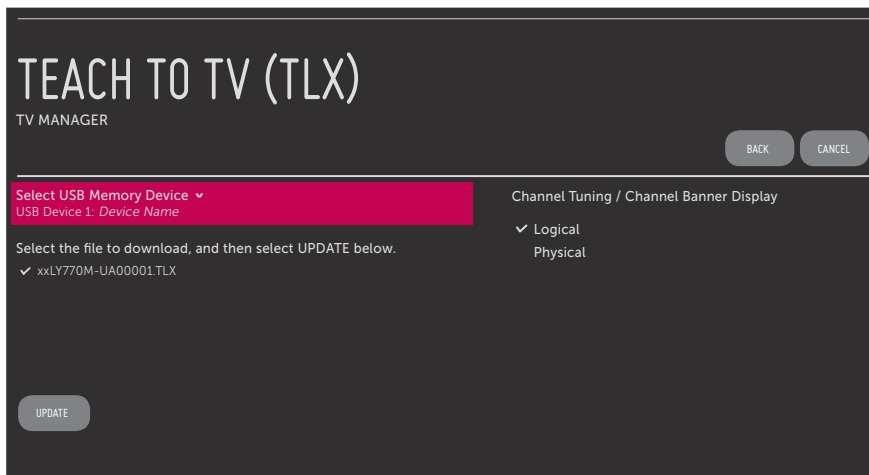 TEACH TO TV (TLX)
TV MANAGER
BACK
CANCEL
Select USB Memory Device
USB Device 1: Device Name
Select the file to download, and then select UPDATE below.
xxLY770M-UA00001.TLX
UPDATE
Channel Tuning / Channel Banner Display
Logical
Physical